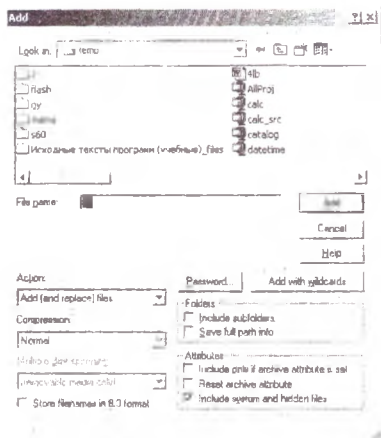 Add
Look in: temp
flash
gy
s60
Исходные тексты програми (учебные)_files
4lb
AllProj
calc
calc_src
catalog
datetime
File name:
Add
Cancel
Help
Action:
Add (and replace) files
Password...
Add with wildcards
Folders
Include subfolders
Save full path info
Compression:
Normal
Attributes
Include only if archive attribute is set
Reset archive attribute
Include system and hidden files
Store filenames in 8.3 format